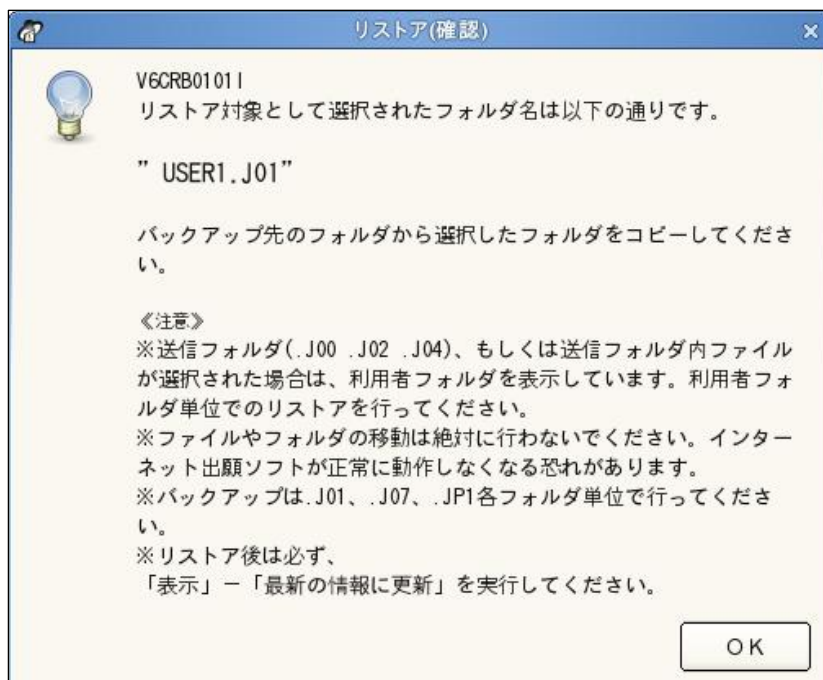 リストア(確認)
V6CRB0101I
リストア対象として選択されたフォルダ名は以下の通りです。
” USER1.J01”
バックアップ先のフォルダから選択したフォルダをコピーしてくださ
い。
≪注意≫
※送信フォルダ(.J00 .J02 .J04)、もしくは送信フォルダ内ファイル
が選択された場合は、利用者フォルダを表示しています。利用者フォ
ルダ単位でのリストアを行ってください。
※ファイルやフォルダの移動は絶対に行わないでください。インター
ネット出願ソフトが正常に動作しなくなる恐れがあります。
※バックアップは.J01、.J07、.JP1各フォルダ単位で行ってくださ
い。
※リストア後は必ず、
「表示」－「最新の情報に更新」を実行してください。
OK